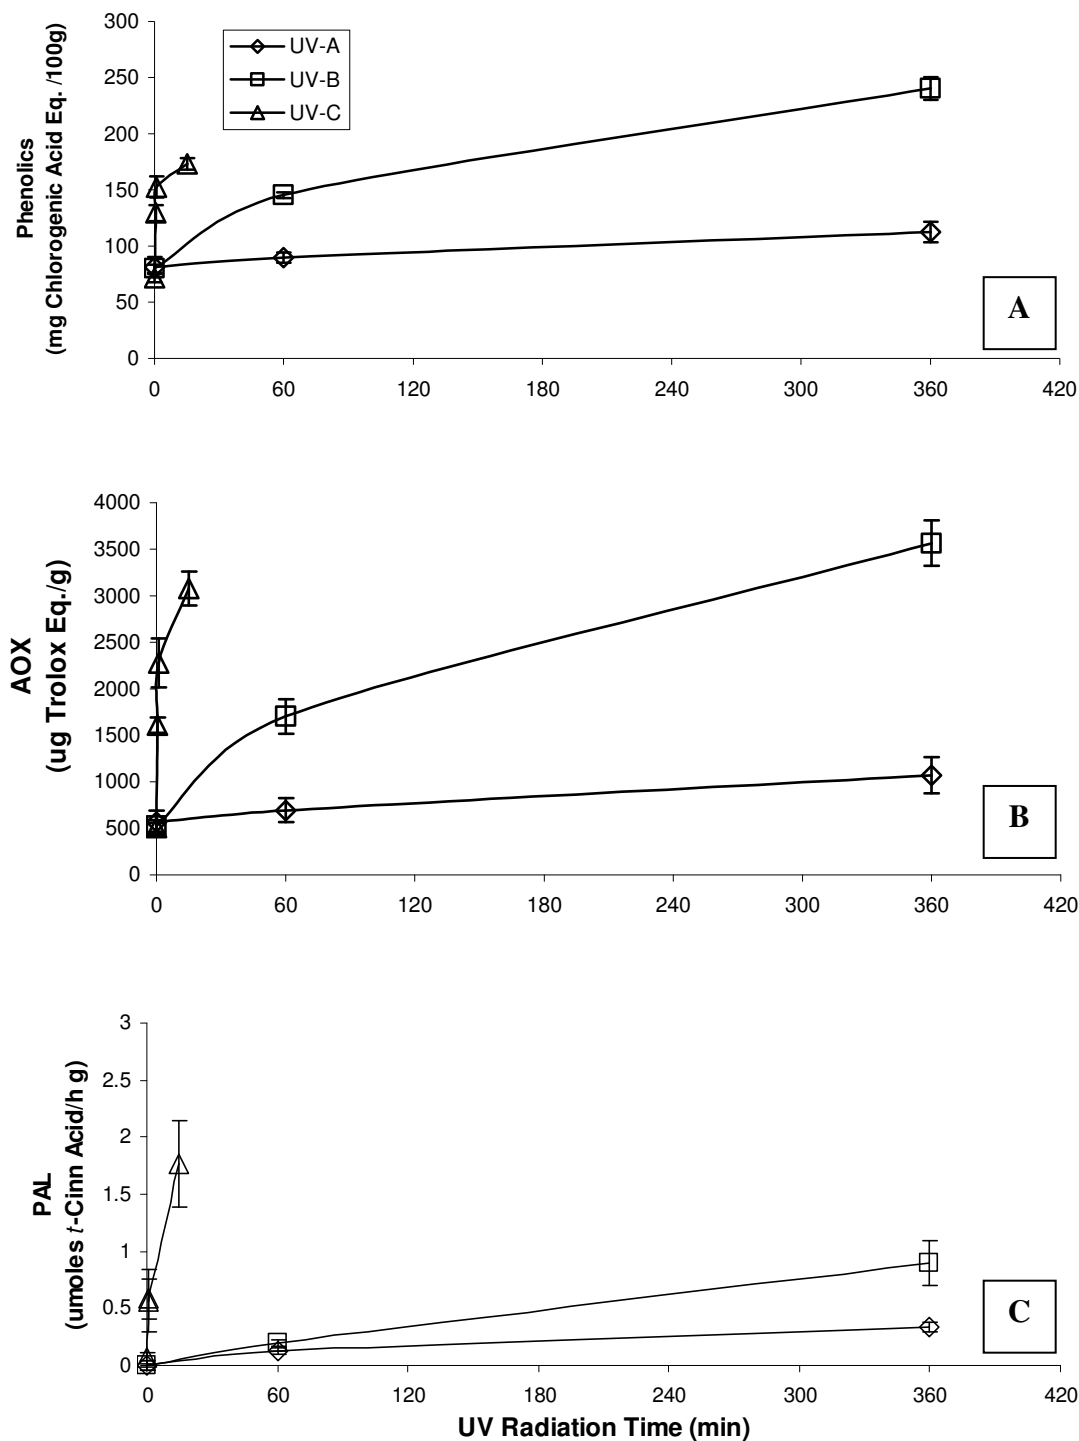 300
250
200
150
100
50
0
Phenolics
(mg Chlorogenic Acid Eq. /100g)
UV-A
UV-B
UV-C
A
0 60 120 180 240 300 360 420
4000
3500
3000
2500
2000
1500
1000
500
0
AOX
(ug Trolox Eq./g)
B
0 60 120 180 240 300 360 420
3
2.5
2
1.5
1
0.5
0
PAL
(umoles t-Cinn Acid/h g)
C
0 60 120 180 240 300 360 420
UV Radiation Time (min)